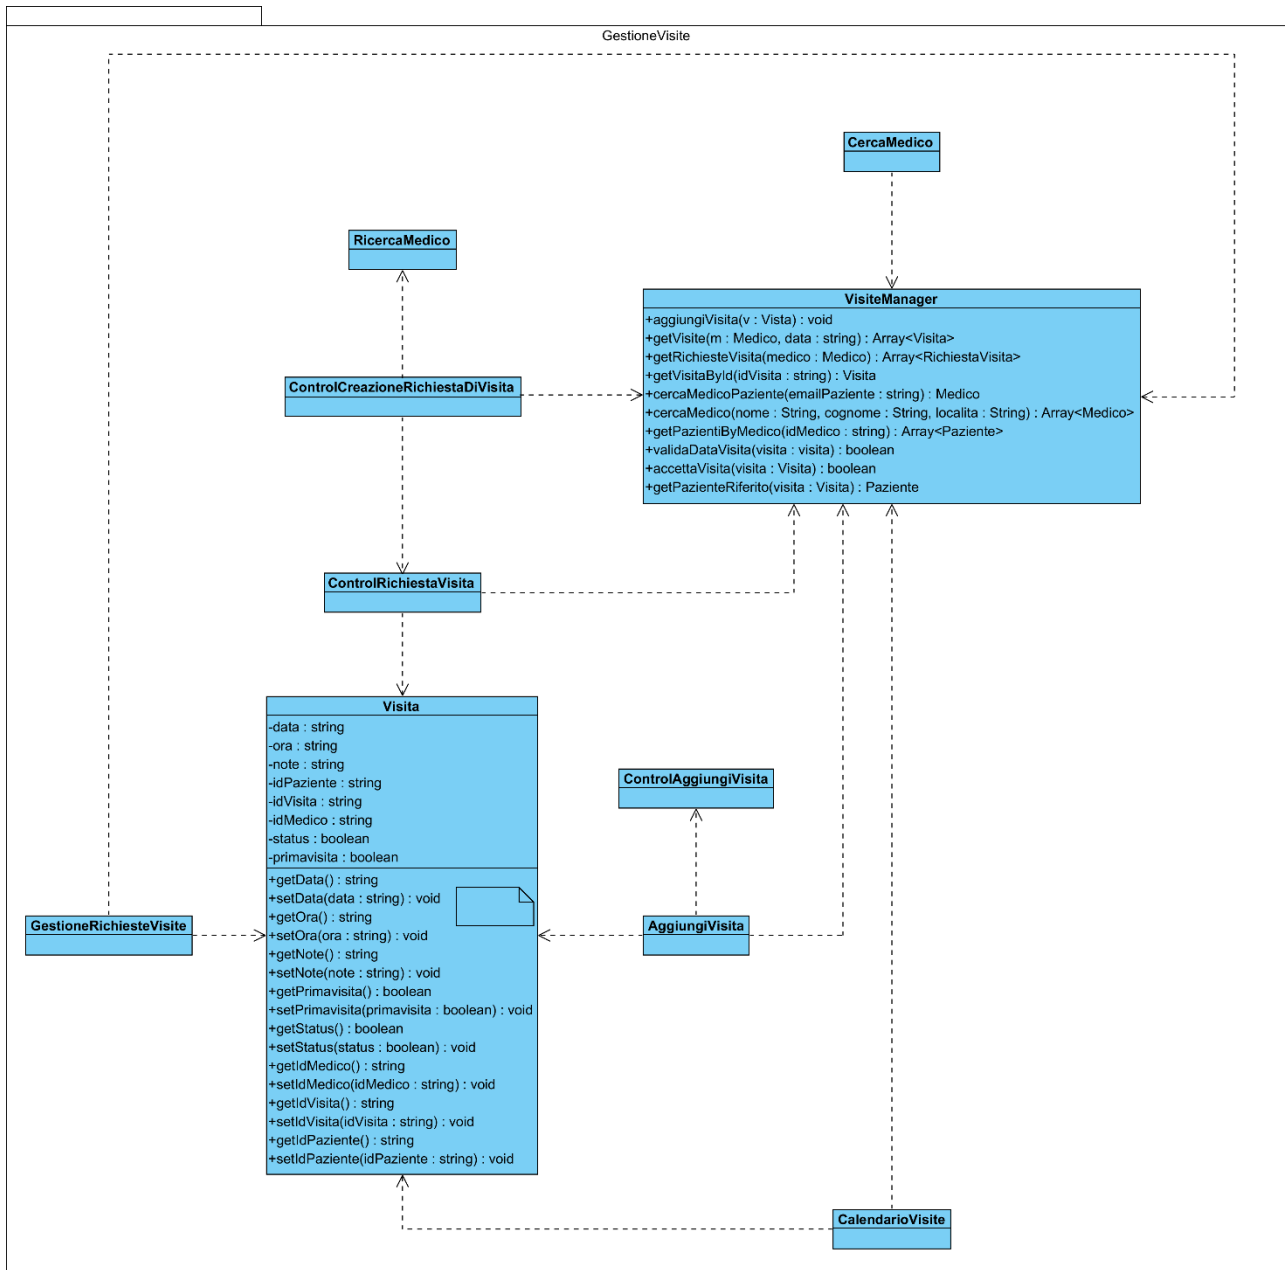 GestioneVisite
CercaMedico
RicercaMedico
VisiteManager
+aggiungiVisita(v : Vista) : void
+getVisite(m : Medico, data : string) : Array<Visita>
+getRichiesteVisita(medico : Medico) : Array<RichiestaVisita>
+getVisitaById(idVisita : string) : Visita
+cercaMedicoPaziente(emailPaziente : string) : Medico
+cercaMedico(nome : String, cognome : String, localita : String) : Array<Medico>
+getPazientiByMedico(idMedico : string) : Array<Paziente>
+validaDataVisita(visita : visita) : boolean
+accettaVisita(visita : Visita) : boolean
+getPazienteRiferito(visita : Visita) : Paziente
ControlCreazioneRichiestaDiVisita
ControlRichiestaVisita
Visita
-data : string
-ora : string
-note : string
-idPaziente : string
-idVisita : string
-idMedico : string
-status : boolean
-primavisita : boolean
+getData() : string
+setData(data : string) : void
+getOra() : string
+setOra(ora : string) : void
+getNote() : string
+setNote(note : string) : void
+getPrimavisita() : boolean
+setPrimavisita(primavisita : boolean) : void
+getStatus() : boolean
+setStatus(status : boolean) : void
+getIdMedico() : string
+setIdMedico(idMedico : string) : void
+getIdVisita() : string
+setIdVisita(idVisita : string) : void
+getIdPaziente() : string
+setIdPaziente(idPaziente : string) : void
ControlAggiungiVisita
GestioneRichiesteVisite
AggiungiVisita
CalendarioVisite